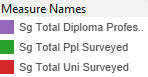 Measure Names
Sg Total Diploma Profes..
Sg Total Ppl Surveyed
Sg Total Uni Surveyed